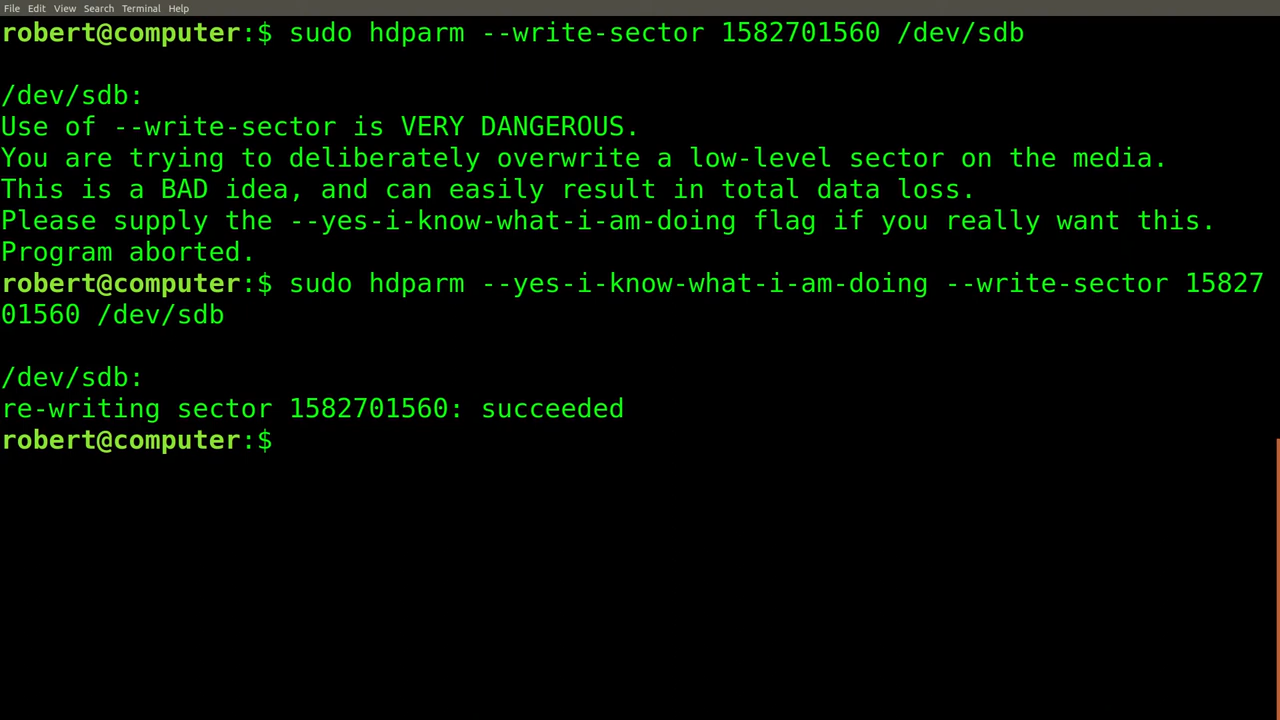 File Edit View Search Terminal Help
robert@computer:$ sudo hdparm --write-sector 1582701560 /dev/sdb
/dev/sdb:
Use of --write-sector is VERY DANGEROUS.
You are trying to deliberately overwrite a low-level sector on the media.
This is a BAD idea, and can easily result in total data loss.
Please supply the --yes-i-know-what-i-am-doing flag if you really want this.
Program aborted.
robert@computer:$ sudo hdparm --yes-i-know-what-i-am-doing --write-sector 15827
01560 /dev/sdb
/dev/sdb:
re-writing sector 1582701560: succeeded
robert@computer:$